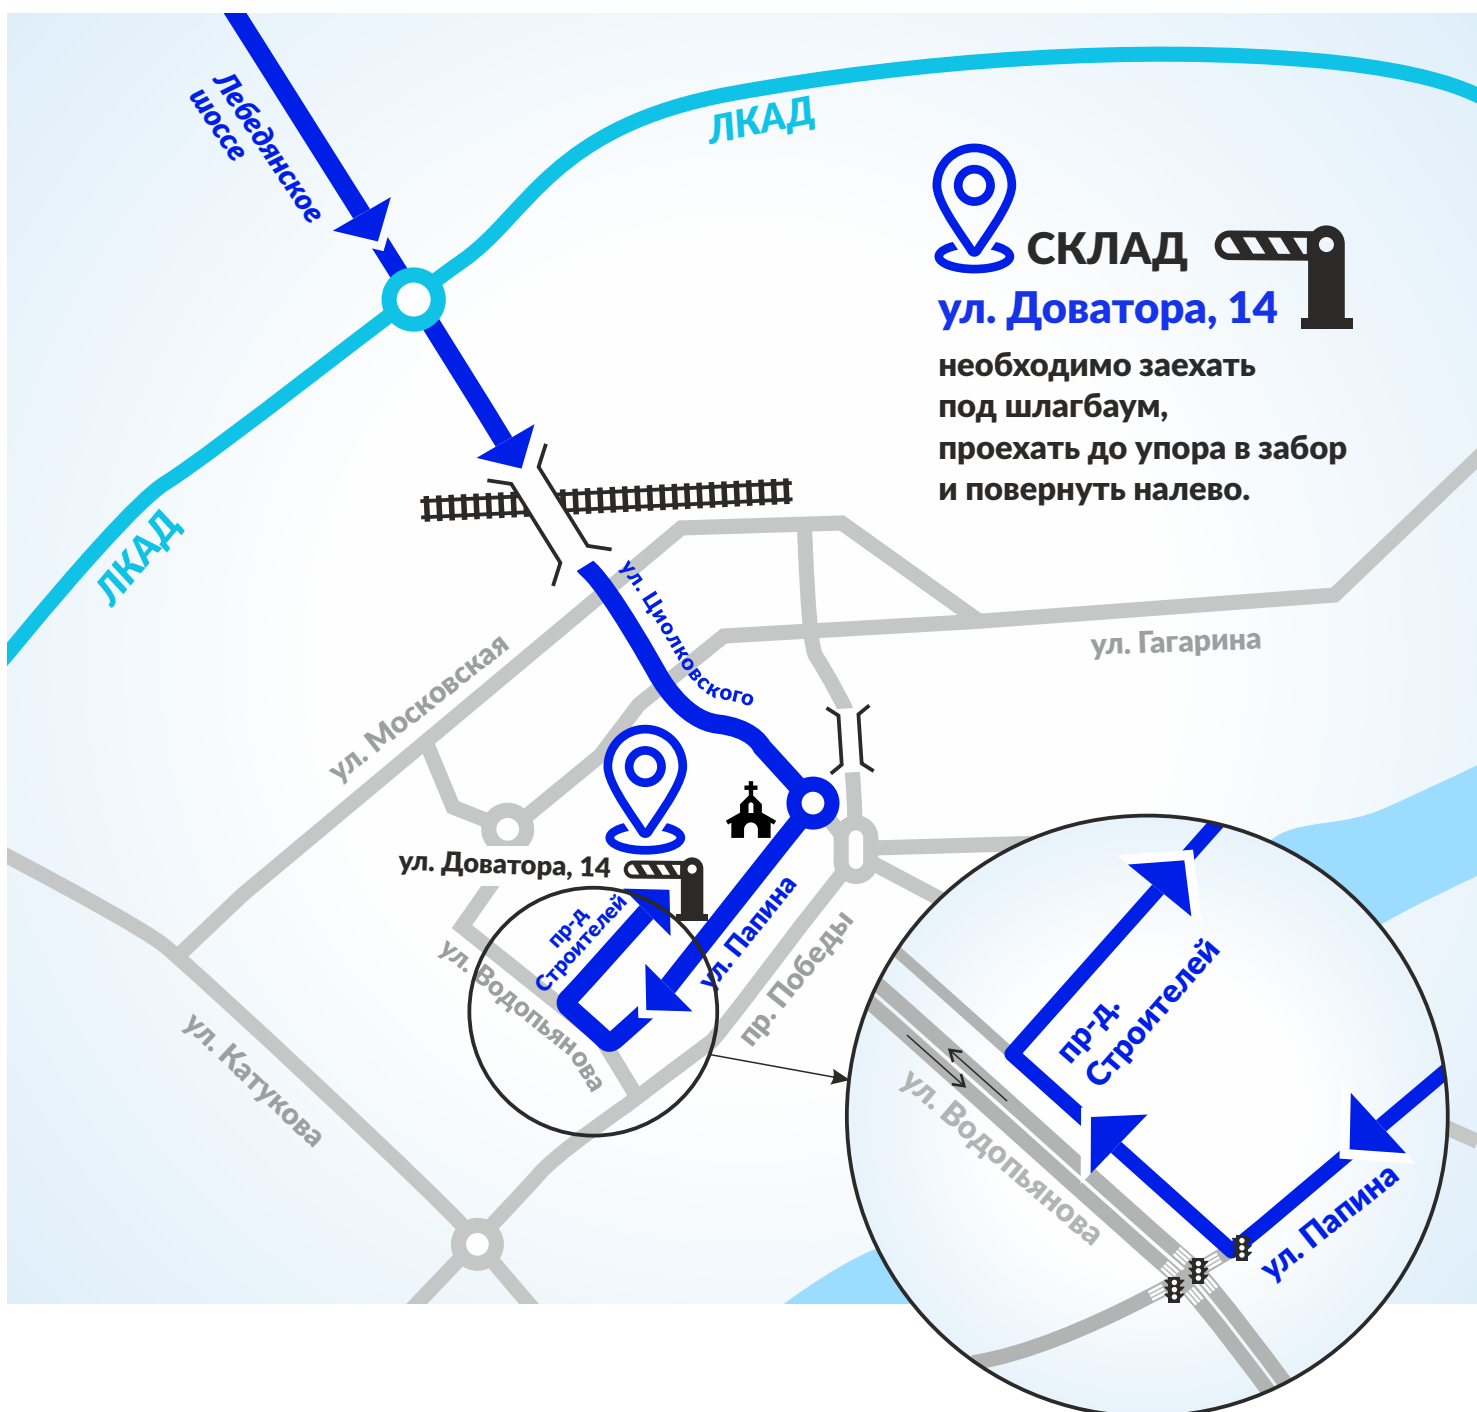 Лебедянское
шоссе
ЛКАД
СКЛАД
ул. Доватора, 14
необходимо заехать
под шлагбаум,
проехать до упора в забор
и повернуть налево.
ЛКАД
ул. Циолковского
ул. Гагарина
ул. Московская
ул. Доватора, 14
пр-д
Строителей
ул. Папина
пр. Победы
ул. Водопьянова
ул. Катукова
пр-д.
Строителей
ул. Водопьянова
ул. Папина